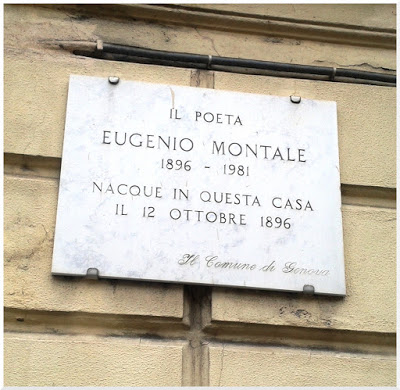 IL POETA
EUGENIO MONTALE
1896 - 1981
NACQUE IN QUESTA CASA
IL 12 OTTOBRE 1896
Il Comune di Genova